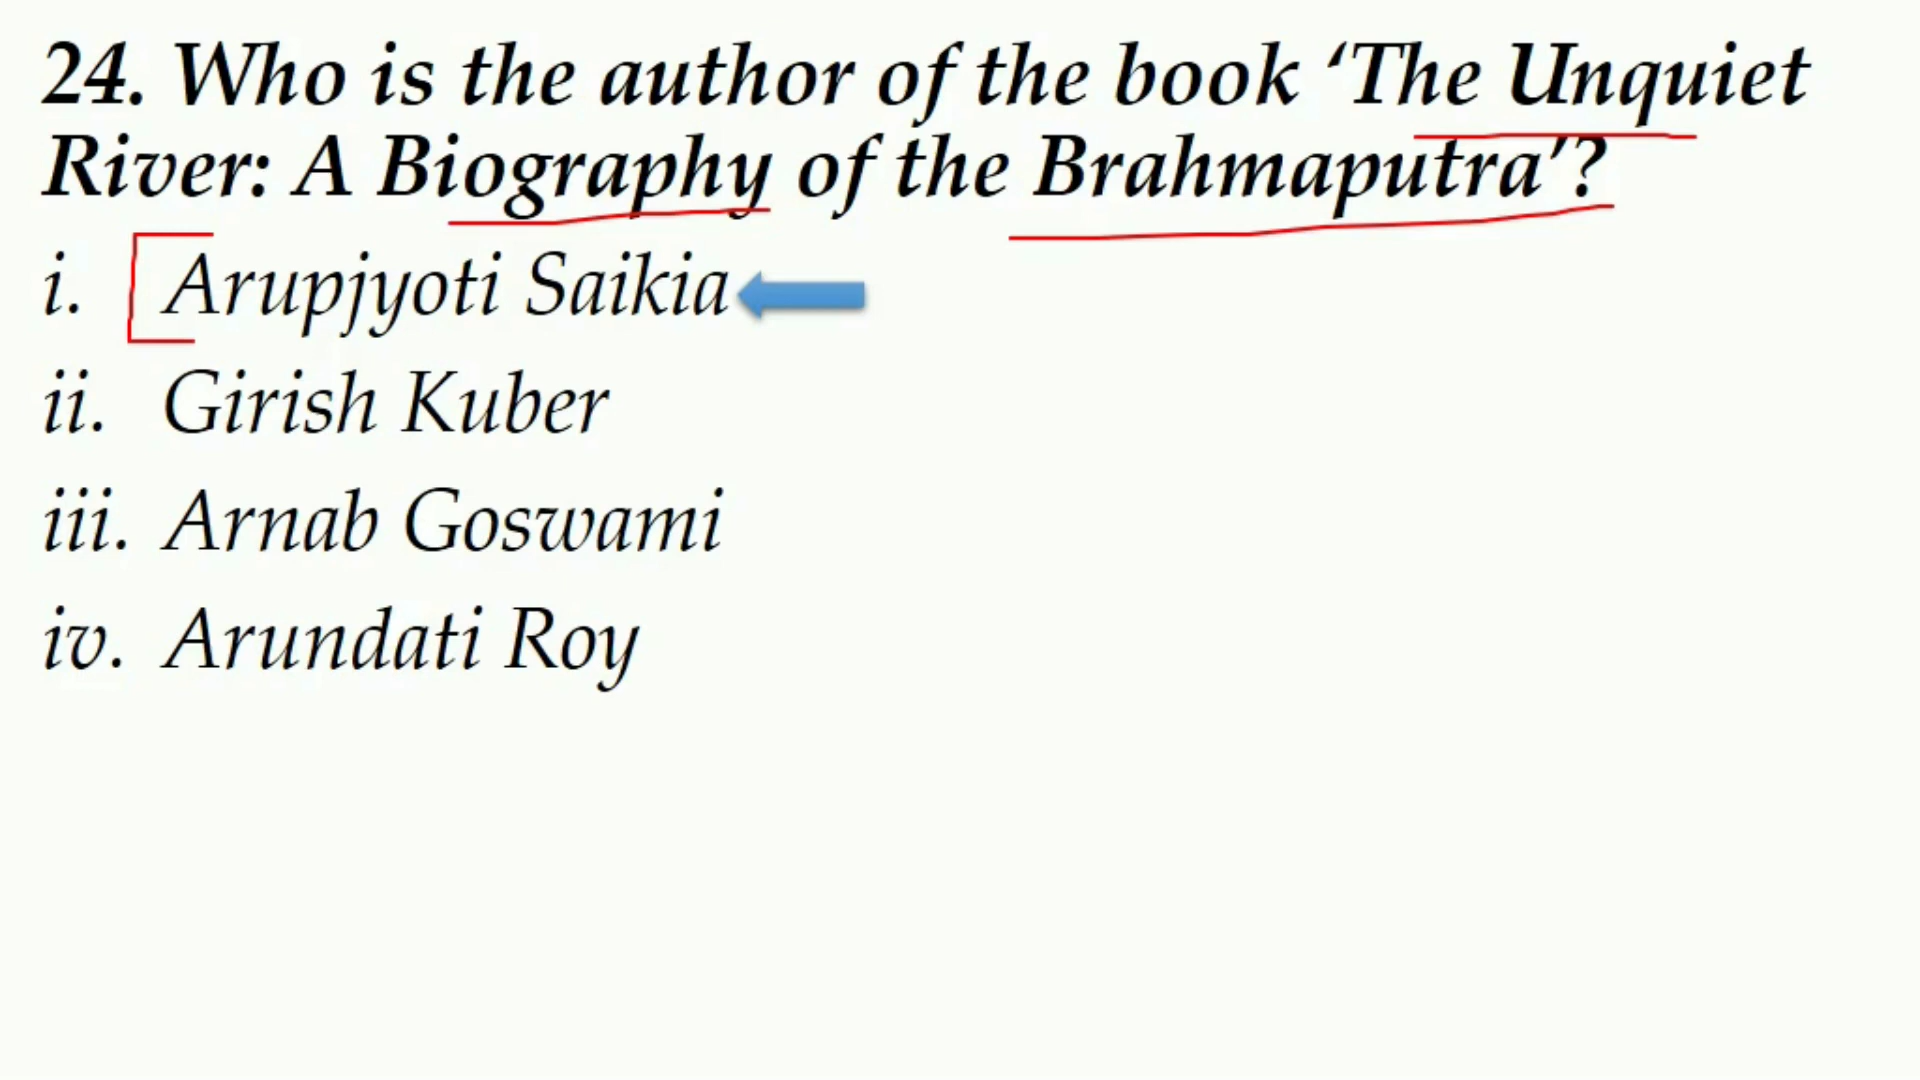 24. Who is the author of the book ‘The Unquiet
River: A Biography of the Brahmaputra’?
i. Arupjyoti Saikia
ii. Girish Kuber
iii. Arnab Goswami
iv. Arundati Roy